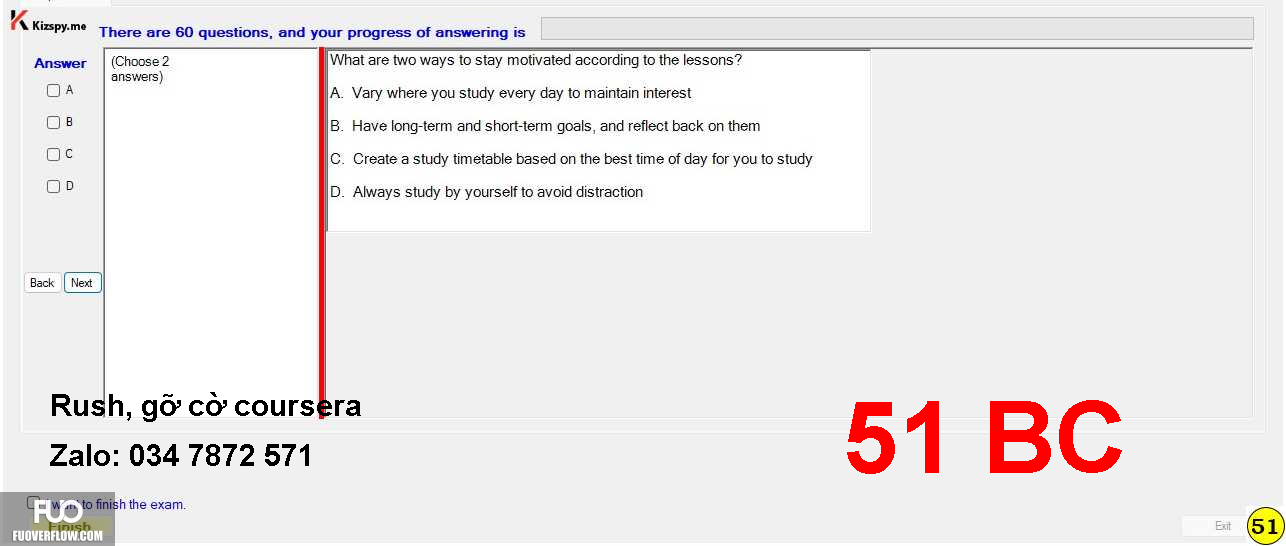 Kizspy.me
There are 60 questions, and your progress of answering is
Answer
A
B
C
D
Back
Next
(Choose 2
answers)
What are two ways to stay motivated according to the lessons?
A. Vary where you study every day to maintain interest
B. Have long-term and short-term goals, and reflect back on them
C. Create a study timetable based on the best time of day for you to study
D. Always study by yourself to avoid distraction
Rush, gỡ cờ coursera
Zalo: 034 7872 571
51 BC
I want to finish the exam.
Finish
FUO
FUOVERFLOW.COM
Exit
51